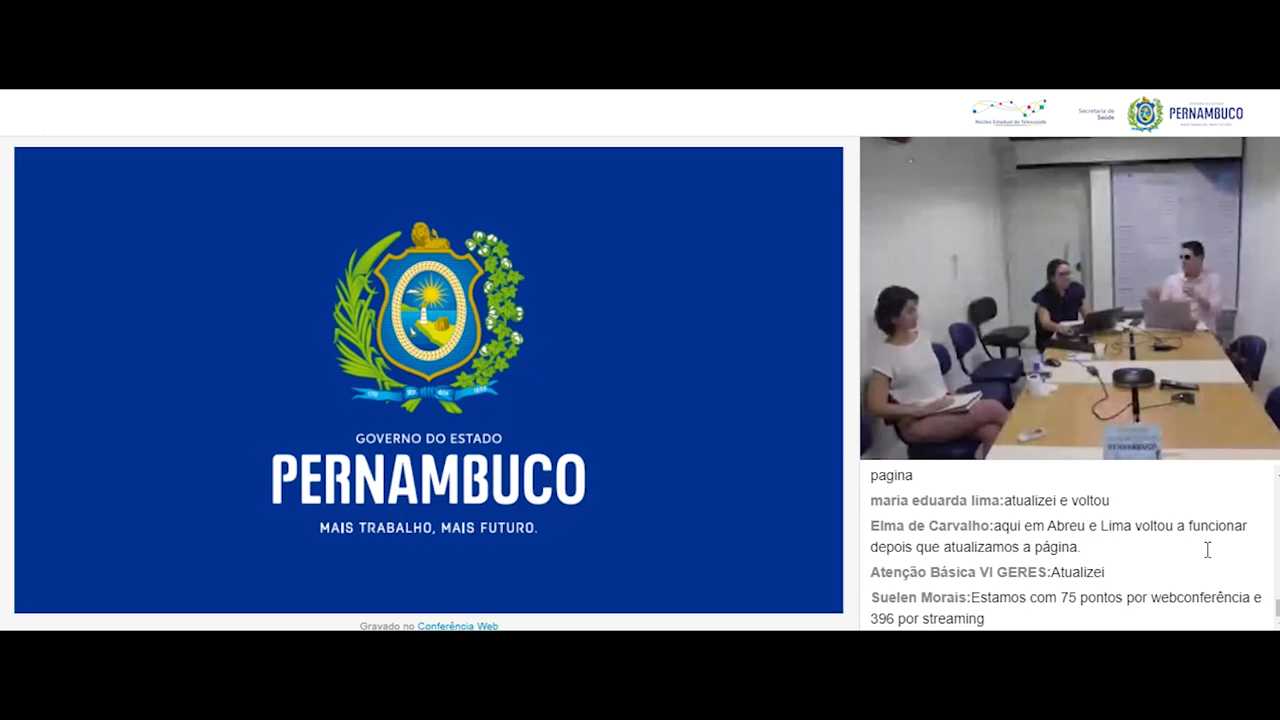 Núcleo Estadual de Telessaúde
Secretaria de
Saúde
PERNAMBUCO
GOVERNO DO ESTADO
PERNAMBUCO
MAIS TRABALHO, MAIS FUTURO.
Gravado no Conferência Web
pagina
maria eduarda lima:atualizei e voltou
Elma de Carvalho:aqui em Abreu e Lima voltou a funcionar
depois que atualizamos a página.
Atenção Básica VI GERES:Atualizei
Suelen Morais:Estamos com 75 pontos por webconferência e
396 por streaming